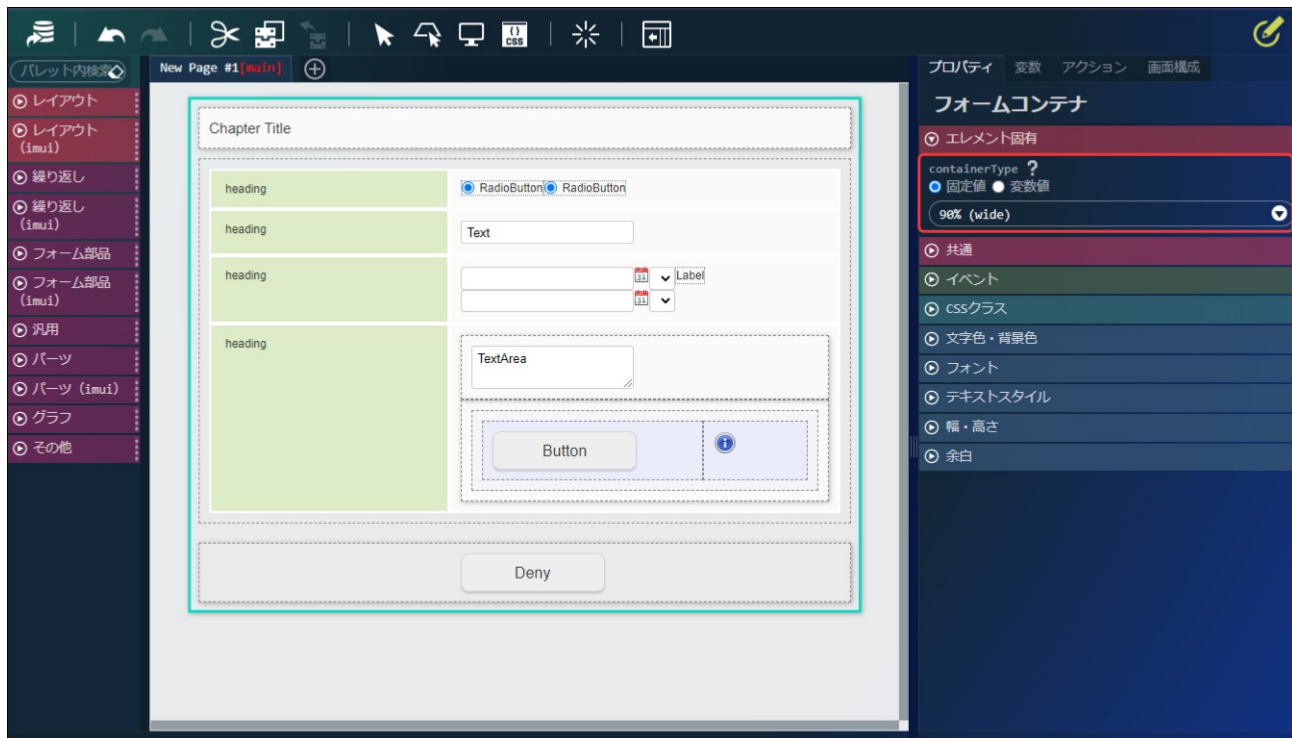 {}
CSS
パレット内検索
New Page #1[main]
レイアウト
レイアウト
(imui)
繰り返し
繰り返し
(imui)
フォーム部品
フォーム部品
(imui)
汎用
パーツ
パーツ (imui)
グラフ
その他
Chapter Title
heading
RadioButton RadioButton
heading
Text
heading
31
Label
31
heading
TextArea
Button
Deny
プロパティ 変数 アクション 画面構成
フォームコンテナ
エレメント固有
containerType ?
固定値 変数値
90% (wide)
共通
イベント
CSSクラス
文字色・背景色
フォント
テキストスタイル
幅・高さ
余白